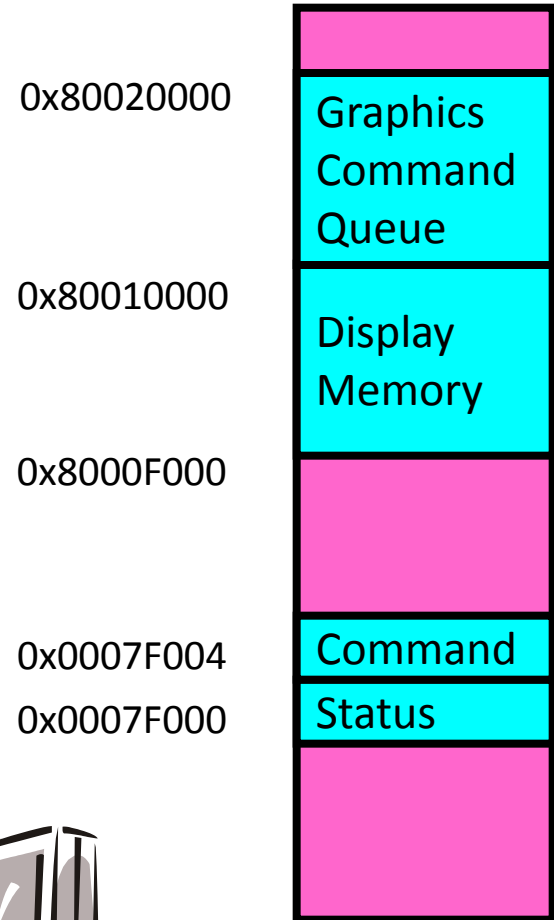 0x80020000
Graphics
Command
Queue
0x80010000
Display
Memory
0x8000F000
0x0007F004
Command
0x0007F000
Status